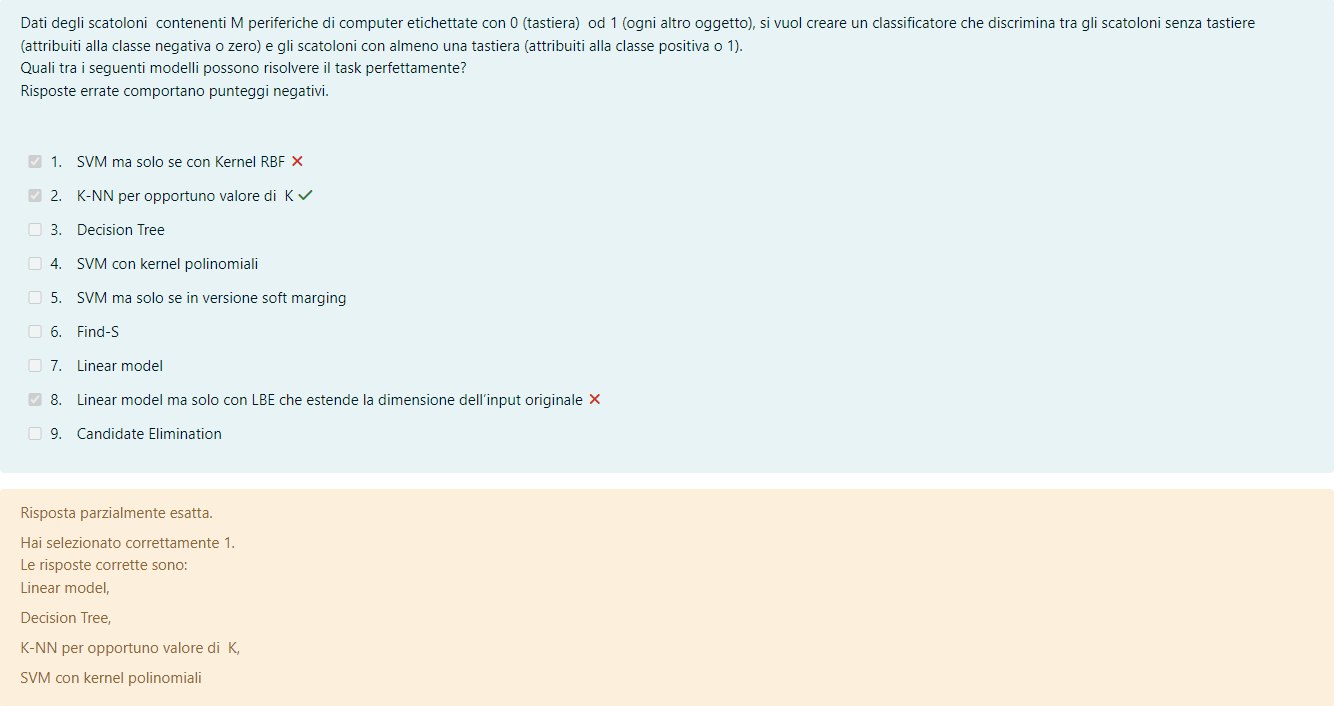 Dati degli scatoloni  contenenti M periferiche di computer etichettate con 0 (tastiera)  od 1 (ogni altro oggetto), si vuol creare un classificatore che discrimina tra gli scatoloni senza tastiere
(attribuiti alla classe negativa o zero) e gli scatoloni con almeno una tastiera (attribuiti alla classe positiva o 1).
Quali tra i seguenti modelli possono risolvere il task perfettamente?
Risposte errate comportano punteggi negativi.
1. SVM ma solo se con Kernel RBF
2. K-NN per opportuno valore di  K
3. Decision Tree
4. SVM con kernel polinomiali
5. SVM ma solo se in versione soft marging
6. Find-S
7. Linear model
8. Linear model ma solo con LBE che estende la dimensione dell'input originale
9. Candidate Elimination
Risposta parzialmente esatta.
Hai selezionato correttamente 1.
Le risposte corrette sono:
Linear model,
Decision Tree,
K-NN per opportuno valore di  K,
SVM con kernel polinomiali